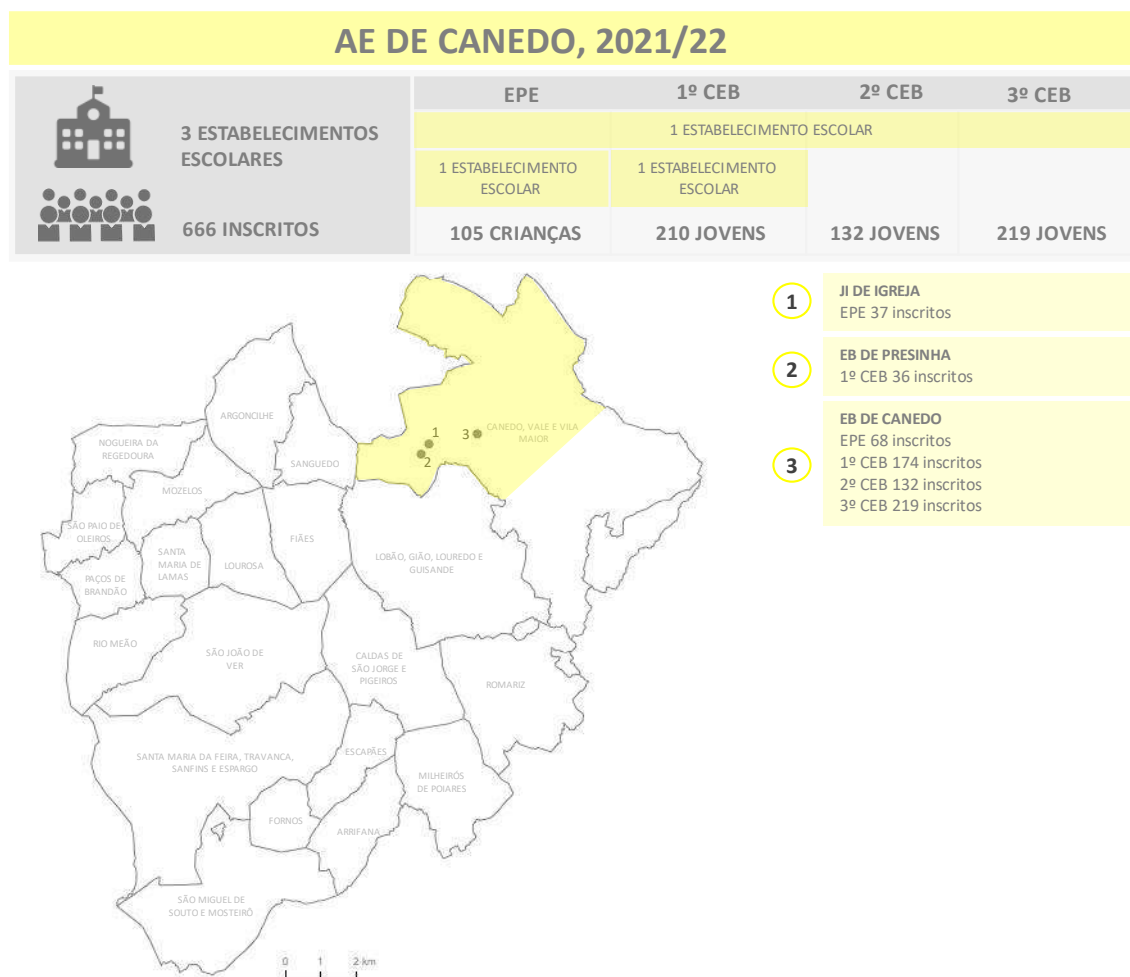 AE DE CANEDO, 2021/22
3 ESTABELECIMENTOS
ESCOLARES
666 INSCRITOS
EPE
1º CEB
2º CEB
3º CEB
1 ESTABELECIMENTO ESCOLAR
1 ESTABELECIMENTO
ESCOLAR
1 ESTABELECIMENTO
ESCOLAR
105 CRIANÇAS
210 JOVENS
132 JOVENS
219 JOVENS
1
JI DE IGREJA
EPE 37 inscritos
2
EB DE PRESINHA
1º CEB 36 inscritos
3
EB DE CANEDO
EPE 68 inscritos
1º CEB 174 inscritos
2º CEB 132 inscritos
3º CEB 219 inscritos
ARGONCILHE
1
2
3
CANEDO, VALE E VILA
MAIOR
NOGUEIRA DA
REGEDOURA
SANGUEDO
MOZELOS
SÃO PAIO DE
OLEIROS
SANTA
MARIA DE
LAMAS
LOUROSA
FIÃES
LOBÃO, GIÃO, LOUREDO E
GUISANDE
PAÇOS DE
BRANDÃO
RIO MEÃO
SÃO JOÃO DE
VER
CALDAS DE
SÃO JORGE E
PIGEIROS
ROMARIZ
SANTA MARIA DA FEIRA, TRAVANCA,
SANFINS E ESPARGO
ESCAPÃES
MILHEIRÓS
DE POIARES
FORNOS
ARRIFANA
SÃO MIGUEL DE
SOUTO E MOSTEIRÔ
0 1 2 km